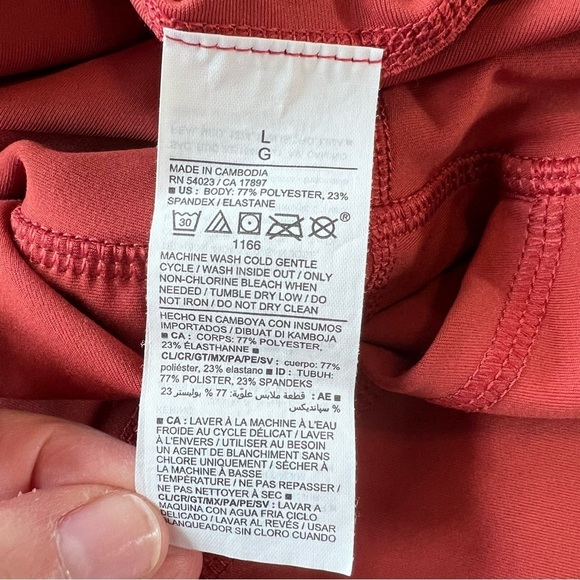 L
G
MADE IN CAMBODIA
RN 54023 / CA 17897
■ US : BODY: 77% POLYESTER, 23%
SPANDEX / ELASTANE
30
®
1166
MACHINE WASH COLD GENTLE
CYCLE / WASH INSIDE OUT / ONLY
NON-CHLORINE BLEACH WHEN
NEEDED / TUMBLE DRY LOW / DO
NOT IRON / DO NOT DRY CLEAN
HECHO EN CAMBOYA CON INSUMOS
IMPORTADOS / DIBUAT DI KAMBOJA
■ CA : CORPS: 77% POLYESTER,
23% ÉLASTHANNE ■
CL/CR/GT/MX/PA/PE/SV : cuerpo: 77%
poliéster, 23% elastano ■ ID : TUBUH:
77% POLISTER, 23% SPANDEKS
■ AE : قطعة ملابس علوية: 77 % بوليستر 23
% سبانديكس
■ CA : LAVER À LA MACHINE À L'EAU
FROIDE AU CYCLE DÉLICAT / LAVER
À L'ENVERS / UTILISER AU BESOIN
UN AGENT DE BLANCHIMENT SANS
CHLORE UNIQUEMENT / SÉCHER À
LA MACHINE À BASSE
TEMPÉRATURE / NE PAS REPASSER /
NE PAS NETTOYER À SEC ■
CL/CR/GT/MX/PA/PE/SV : LAVAR A
MAQUINA CON AGUA FRIA CICLO
DELICADO / LAVAR AL REVÉS / USAR
BLANQUEADOR SIN CLORO CUANDO